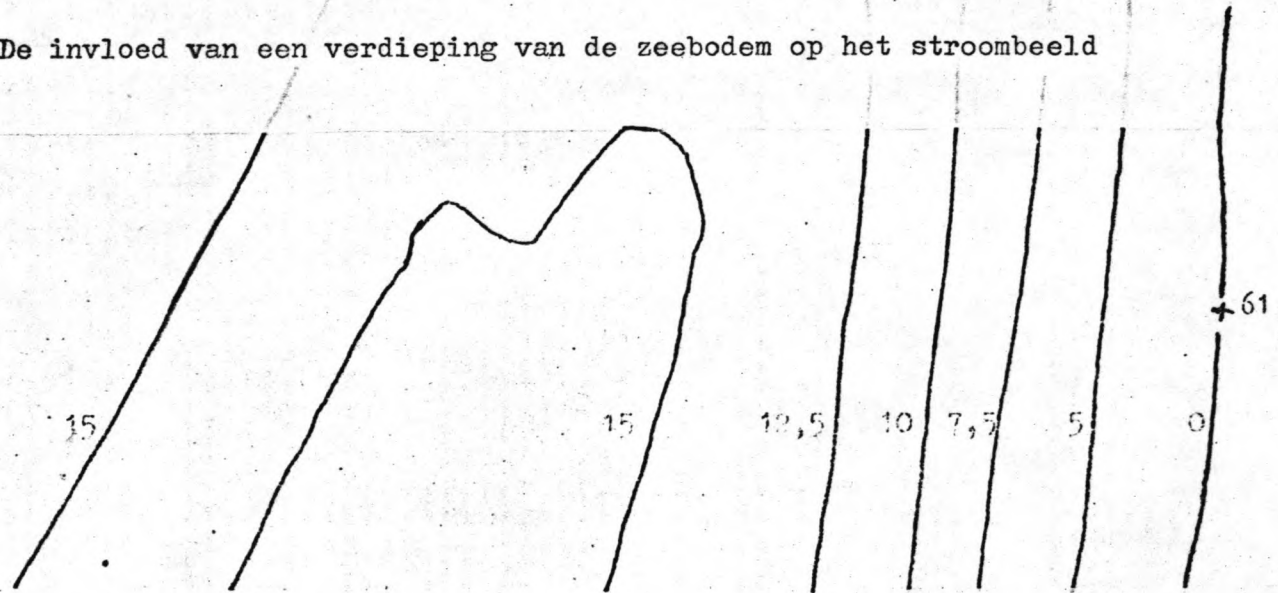 De invloed van een verdieping van de zeebodem op het stroombeeld
61
15 15 12,5 10 7,5 5 0